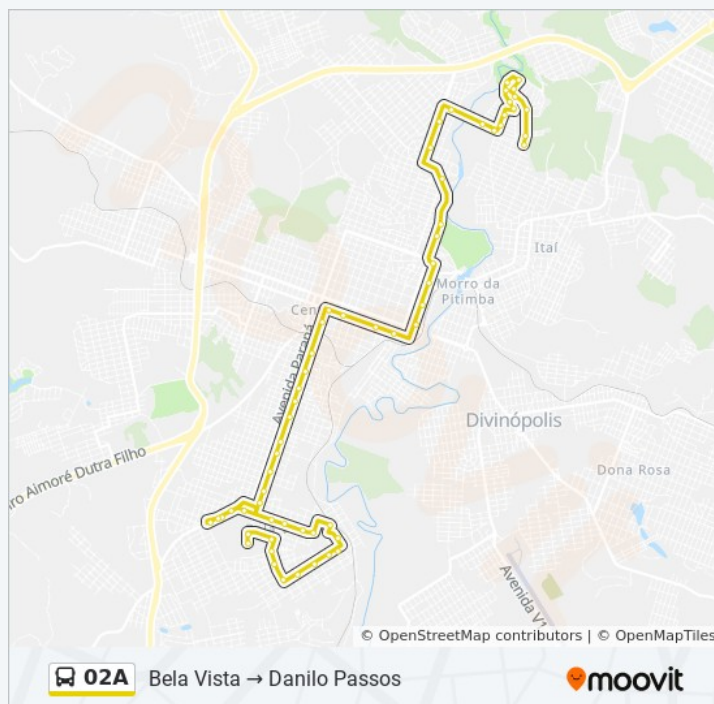 Itaí
Morro da
Pitimba
Cen
Avenida Paraná
Divinópolis
ro Aimoré Dutra Filho
Dona Rosa
Avenida V1
© OpenStreetMap contributors | © OpenMapTiles
02A Bela Vista → Danilo Passos
moovit